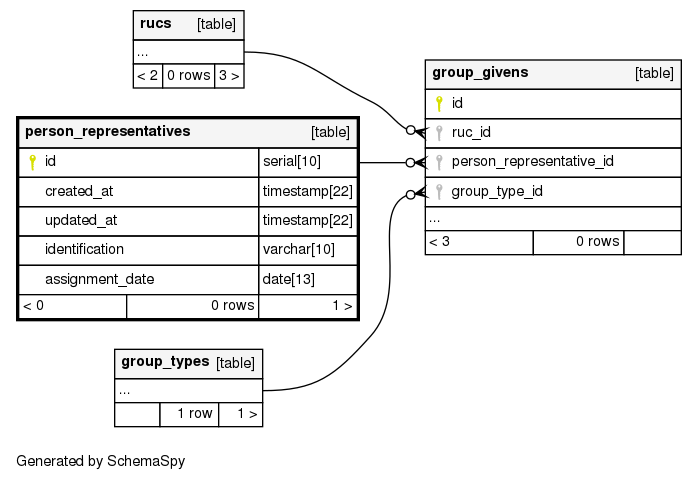 rucs [table]
...
< 2 0 rows 3 >
person_representatives [table]
id serial[10]
created_at timestamp[22]
updated_at timestamp[22]
identification varchar[10]
assignment_date date[13]
< 0 0 rows 1 >
group_types [table]
...
1 row 1 >
group_givens [table]
id
ruc_id
person_representative_id
group_type_id
...
< 3 0 rows
Generated by SchemaSpy